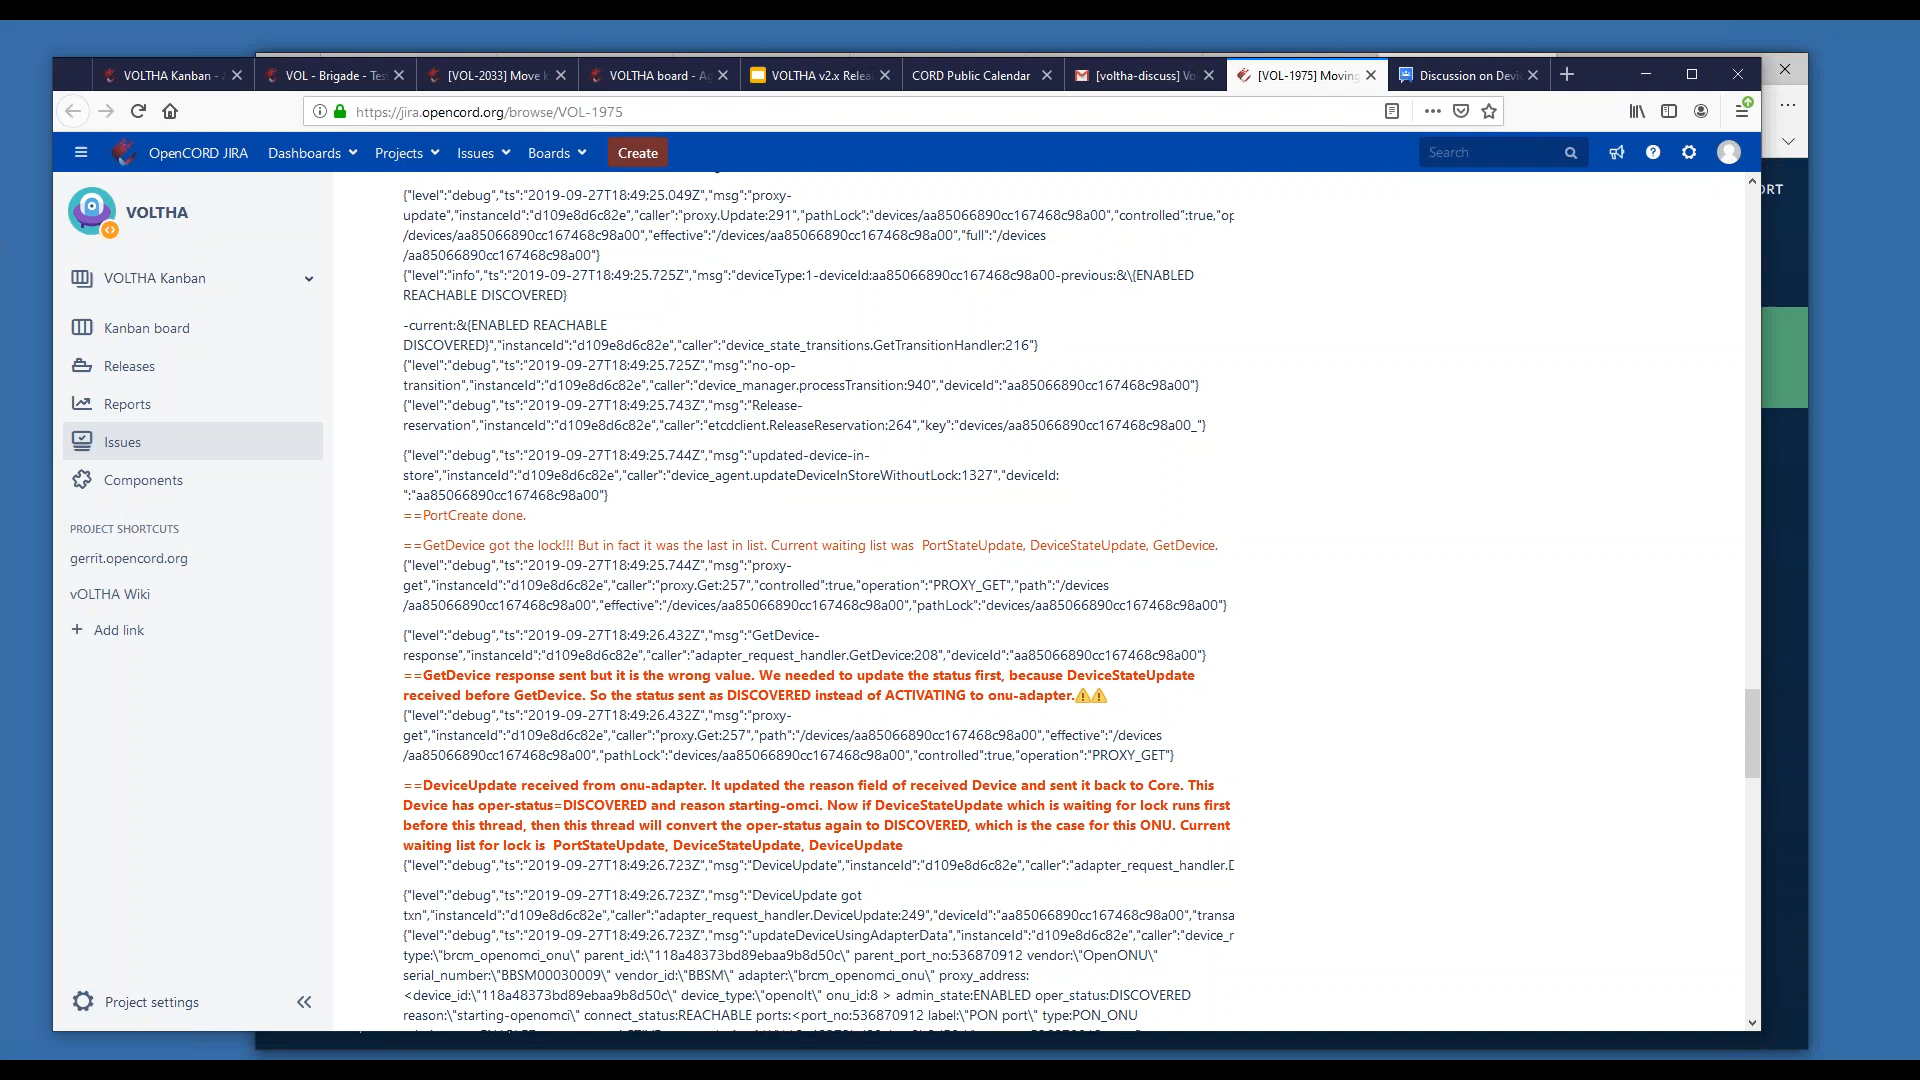 VOLTHA Kanban -
VOL - Brigade - Tes
[VOL-2033] Move
VOLTHA board - A
VOLTHA v2.x Relea
CORD Public Calendar
[voltha-discuss] Vo
[VOL-1975] Moving
Discussion on Devi
https://jira.opencord.org/browse/VOL-1975
OpenCORD JIRA
Dashboards
Projects
Issues
Boards
Create
Search
ORT
VOLTHA
VOLTHA Kanban
Kanban board
Releases
Reports
Issues
Components
PROJECT SHORTCUTS
gerrit.opencord.org
vOLTHA Wiki
+ Add link
Project settings
{"level":"debug","ts":"2019-09-27T18:49:25.049Z","msg":"proxy-
update","instanceId":"d109e8d6c82e","caller":"proxy.Update:291","pathLock":"devices/aa85066890cc167468c98a00","controlled":true,"op
/devices/aa85066890cc167468c98a00","effective":"/devices/aa85066890cc167468c98a00","full":"/devices
/aa85066890cc167468c98a00"}
{"level":"info","ts":"2019-09-27T18:49:25.725Z","msg":"deviceType:1-deviceId:aa85066890cc167468c98a00-previous:&\{ENABLED
REACHABLE DISCOVERED}
-current:&{ENABLED REACHABLE
DISCOVERED}","instanceId":"d109e8d6c82e","caller":"device_state_transitions.GetTransitionHandler:216"}
{"level":"debug","ts":"2019-09-27T18:49:25.725Z","msg":"no-op-
transition","instanceId":"d109e8d6c82e","caller":"device_manager.processTransition:940","deviceId":"aa85066890cc167468c98a00"}
{"level":"debug","ts":"2019-09-27T18:49:25.743Z","msg":"Release-
reservation","instanceId":"d109e8d6c82e","caller":"etcdclient.ReleaseReservation:264","key":"devices/aa85066890cc167468c98a00_"}
{"level":"debug","ts":"2019-09-27T18:49:25.744Z","msg":"updated-device-in-
store","instanceId":"d109e8d6c82e","caller":"device_agent.updateDeviceInStoreWithoutLock:1327","deviceId:
":"aa85066890cc167468c98a00"}
==PortCreate done.
==GetDevice got the lock!!! But in fact it was the last in list. Current waiting list was PortStateUpdate, DeviceStateUpdate, GetDevice.
{"level":"debug","ts":"2019-09-27T18:49:25.744Z","msg":"proxy-
get","instanceId":"d109e8d6c82e","caller":"proxy.Get:257","controlled":true,"operation":"PROXY_GET","path":"/devices
/aa85066890cc167468c98a00","effective":"/devices/aa85066890cc167468c98a00","pathLock":"devices/aa85066890cc167468c98a00"}
{"level":"debug","ts":"2019-09-27T18:49:26.432Z","msg":"GetDevice-
response","instanceId":"d109e8d6c82e","caller":"adapter_request_handler.GetDevice:208","deviceId":"aa85066890cc167468c98a00"}
==GetDevice response sent but it is the wrong value. We needed to update the status first, because DeviceStateUpdate
received before GetDevice. So the status sent as DISCOVERED instead of ACTIVATING to onu-adapter.⚠⚠
{"level":"debug","ts":"2019-09-27T18:49:26.432Z","msg":"proxy-
get","instanceId":"d109e8d6c82e","caller":"proxy.Get:257","path":"/devices/aa85066890cc167468c98a00","effective":"/devices
/aa85066890cc167468c98a00","pathLock":"devices/aa85066890cc167468c98a00","controlled":true,"operation":"PROXY_GET"}
==DeviceUpdate received from onu-adapter. It updated the reason field of received Device and sent it back to Core. This
Device has oper-status=DISCOVERED and reason starting-omci. Now if DeviceStateUpdate which is waiting for lock runs first
before this thread, then this thread will convert the oper-status again to DISCOVERED, which is the case for this ONU. Current
waiting list for lock is PortStateUpdate, DeviceStateUpdate, DeviceUpdate
{"level":"debug","ts":"2019-09-27T18:49:26.723Z","msg":"DeviceUpdate","instanceId":"d109e8d6c82e","caller":"adapter_request_handler.D
{"level":"debug","ts":"2019-09-27T18:49:26.723Z","msg":"DeviceUpdate got
txn","instanceId":"d109e8d6c82e","caller":"adapter_request_handler.DeviceUpdate:249","deviceId":"aa85066890cc167468c98a00","transa
{"level":"debug","ts":"2019-09-27T18:49:26.723Z","msg":"updateDeviceUsingAdapterData","instanceId":"d109e8d6c82e","caller":"device_r
type:\"brcm_openomci_onu\" parent_id:\"118a48373bd89ebaa9b8d50c\" parent_port_no:536870912 vendor:\"OpenONU\"
serial_number:\"BBSM00030009\" vendor_id:\"BBSM\" adapter:\"brcm_openomci_onu\" proxy_address:
<device_id:\"118a48373bd89ebaa9b8d50c\" device_type:\"openolt\" onu_id:8 > admin_state:ENABLED oper_status:DISCOVERED
reason:\"starting-openomci\" connect_status:REACHABLE ports:<port_no:536870912 label:\"PON port\" type:PON_ONU